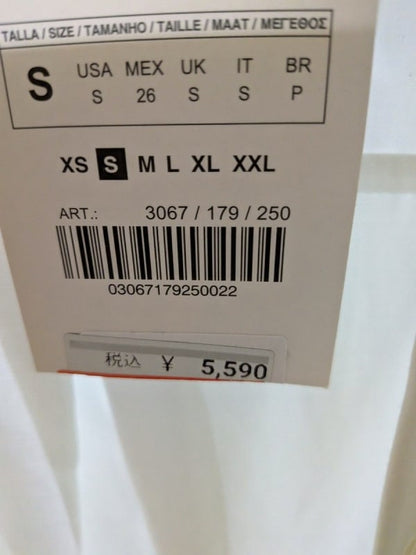 TALLA / SIZE / TAMANHO / TAILLE / MAAT / ΜΕΓΕΘΟΣ
S
USA MEX UK IT BR
S 26 S S P
XS S M L XL XXL
ART.: 3067 / 179 / 250
03067179250022
税込 ¥ 5,590